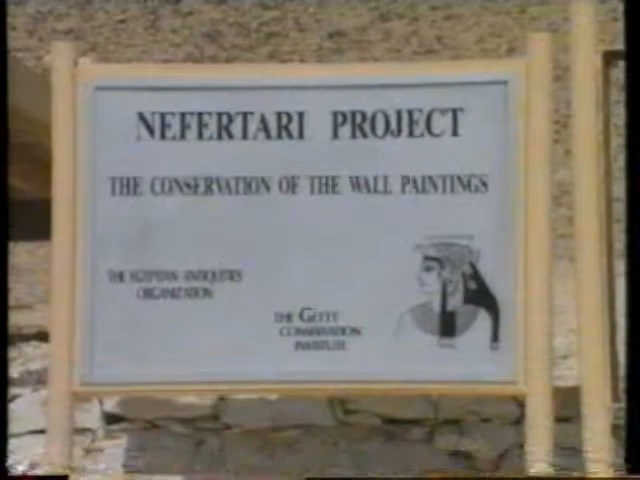 NEFERTARI PROJECT
THE CONSERVATION OF THE WALL PAINTINGS
THE EGYPTIAN ANTIQUITIES
ORGANIZATION
THE GETTY
CONSERVATION
INSTITUTE